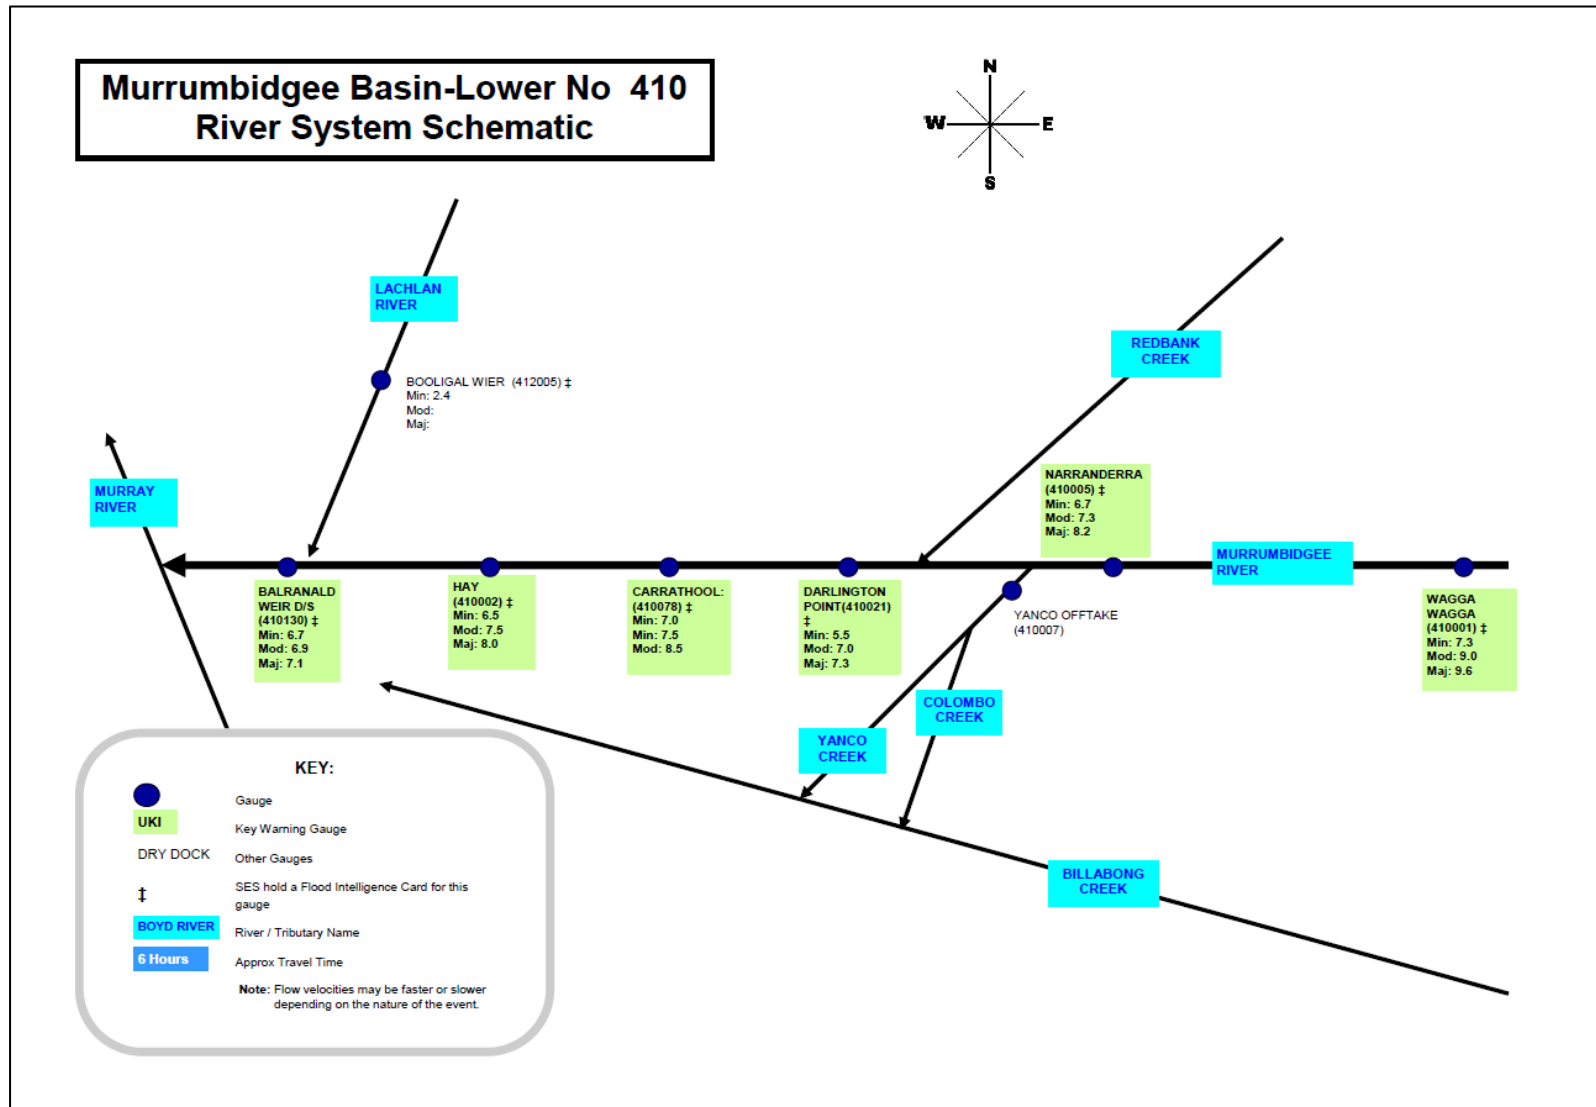 Murrumbidgee Basin-Lower No 410
River System Schematic
N
W
E
S
LACHLAN
RIVER
REDBANK
CREEK
BOOLIGAL WIER (412005) ‡
Min: 2.4
Mod:
Maj:
MURRAY
RIVER
NARRANDERRA
(410005) ‡
Min: 6.7
Mod: 7.3
Maj: 8.2
MURRUMBIDGEE
RIVER
BALRANALD
WEIR D/S
(410130) ‡
Min: 6.7
Mod: 6.9
Maj: 7.1
HAY
(410002) ‡
Min: 6.5
Mod: 7.5
Maj: 8.0
CARRATHOOL:
(410078) ‡
Min: 7.0
Min: 7.5
Mod: 8.5
DARLINGTON
POINT(410021)
‡
Min: 5.5
Mod: 7.0
Maj: 7.3
YANCO OFFTAKE
(410007)
WAGGA
WAGGA
(410001) ‡
Min: 7.3
Mod: 9.0
Maj: 9.6
COLOMBO
CREEK
YANCO
CREEK
BILLABONG
CREEK
KEY:
Gauge
UKI
Key Warning Gauge
DRY DOCK
Other Gauges
‡
SES hold a Flood Intelligence Card for this
gauge
BOYD RIVER
River / Tributary Name
6 Hours
Approx Travel Time
Note: Flow velocities may be faster or slower
depending on the nature of the event.